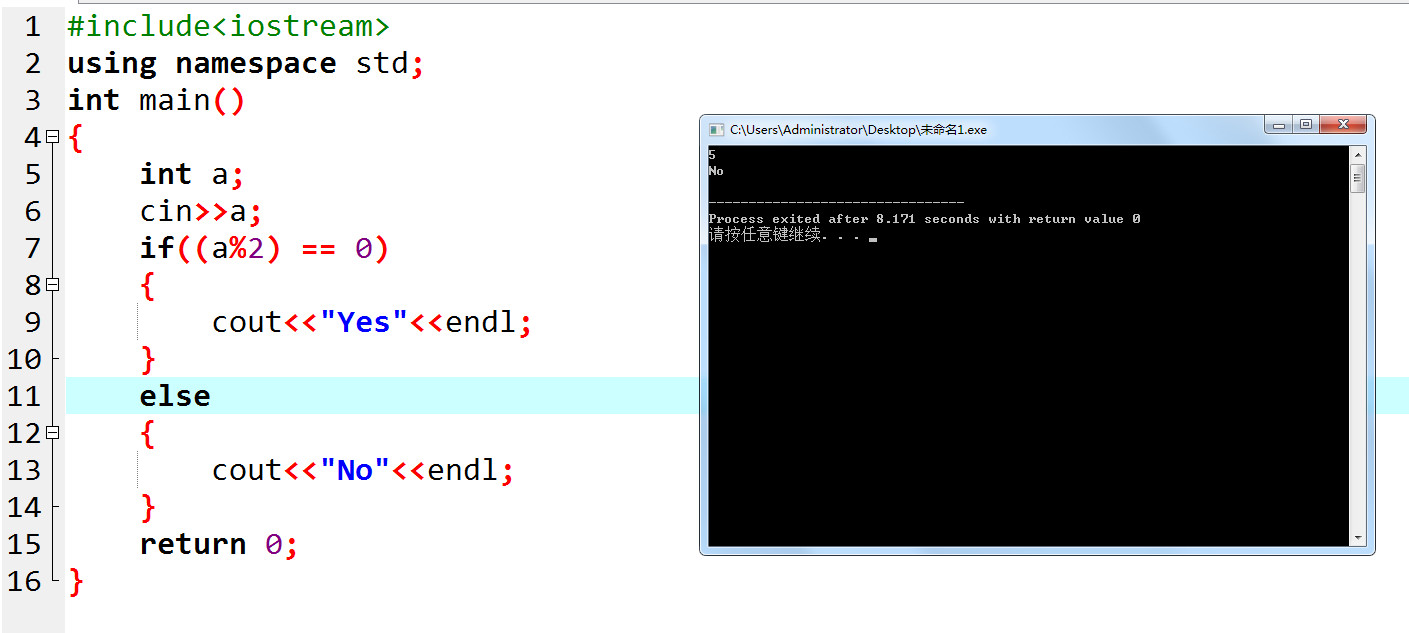 1 #include<iostream>
2 using namespace std;
3 int main()
4 {
5 int a;
6 cin>>a;
7 if((a%2) == 0)
8 {
9 cout<<"Yes"<<endl;
10 }
11 else
12 {
13 cout<<"No"<<endl;
14 }
15 return 0;
16 }
C:\Users\Administrator\Desktop\未命名1.exe
5
No
--------------------------------
Process exited after 8.171 seconds with return value 0
请按任意键继续. . .